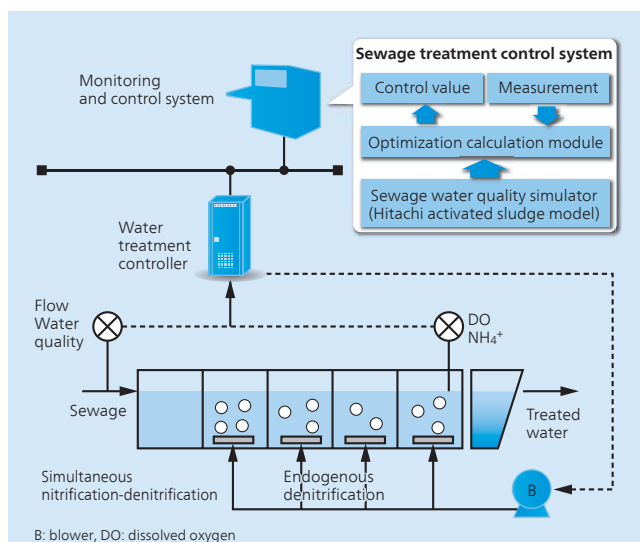 Sewage treatment control system
Monitoring
and control system
Control value
Measurement
Optimization calculation module
Sewage water quality simulator
(Hitachi activated sludge model)
Water
treatment
controller
Flow
Water
quality
DO
NH₄⁺
Sewage
Treated
water
Simultaneous
nitrification-denitrification
Endogenous
denitrification
B
B: blower, DO: dissolved oxygen